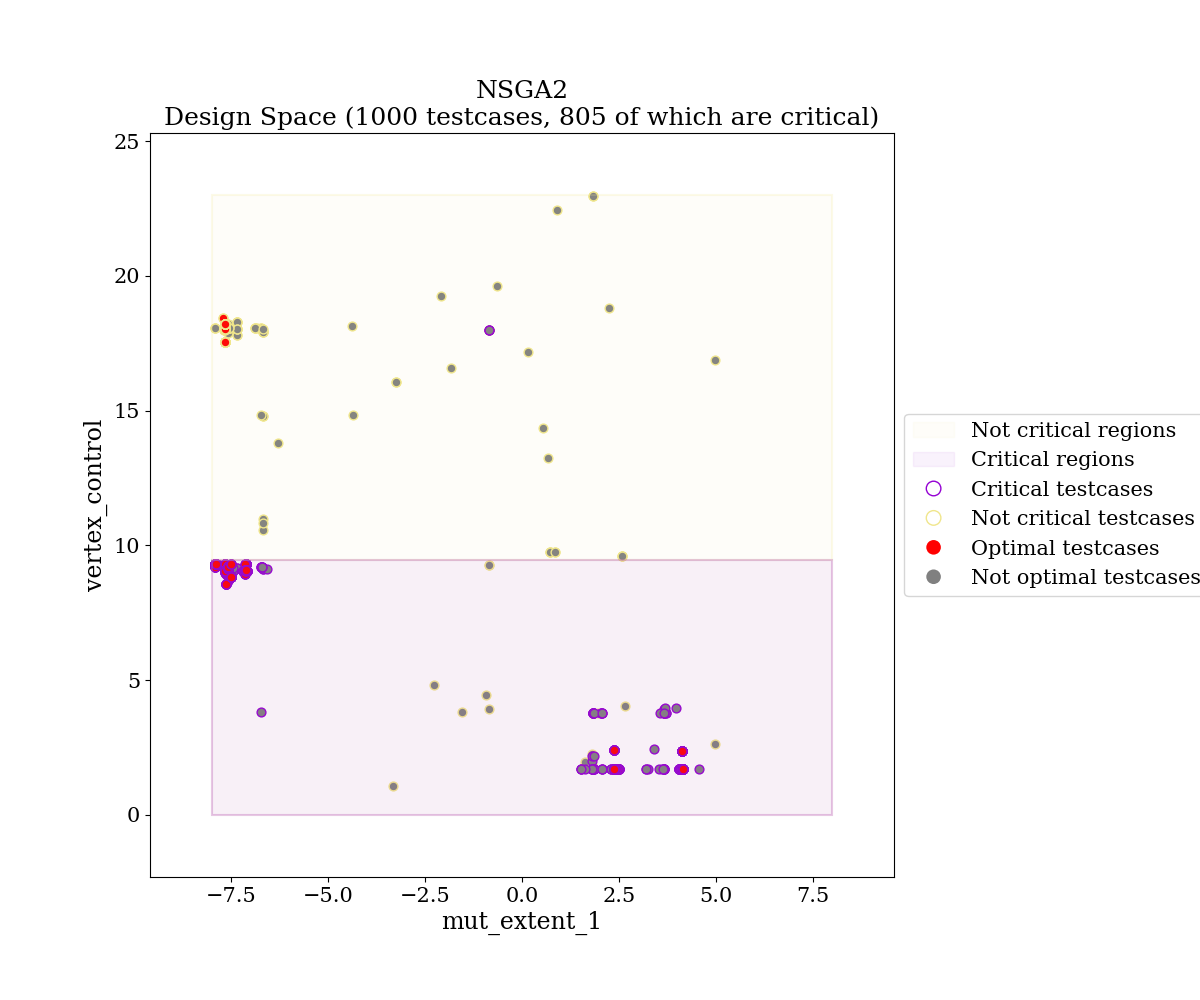 NSGA2
Design Space (1000 testcases, 805 of which are critical)
25
20
15
10
5
0
vertex_control
−7.5
−5.0
−2.5
0.0
2.5
5.0
7.5
mut_extent_1
Not critical regions
Critical regions
Critical testcases
Not critical testcases
Optimal testcases
Not optimal testcases